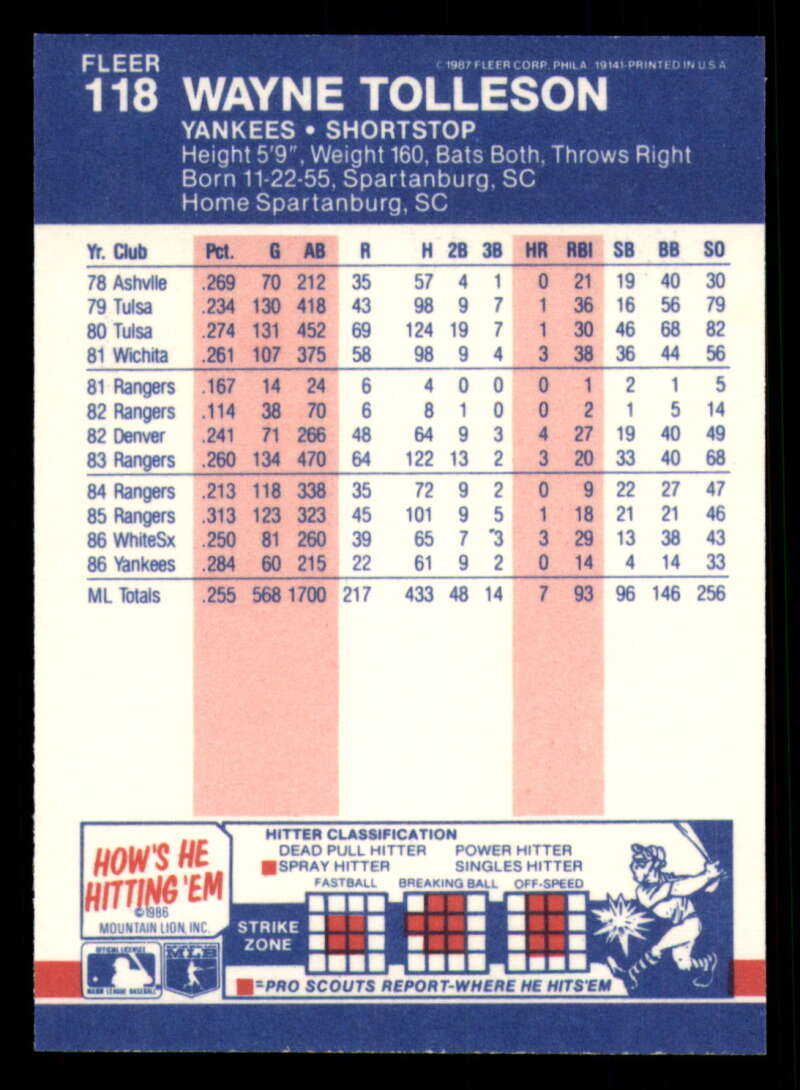 FLEER
© 1987 FLEER CORP. PHILA. 19141-PRINTED IN U S A
118 WAYNE TOLLESON
YANKEES • SHORTSTOP
Height 5'9", Weight 160, Bats Both, Throws Right
Born 11-22-55, Spartanburg, SC
Home Spartanburg, SC
Yr. Club Pct. G AB R H 2B 3B HR RBI SB BB SO
78 Ashvlle .269 70 212 35 57 4 1 0 21 19 40 30
79 Tulsa .234 130 418 43 98 9 7 1 36 16 56 79
80 Tulsa .274 131 452 69 124 19 7 1 30 46 68 82
81 Wichita .261 107 375 58 98 9 4 3 38 36 44 56
81 Rangers .167 14 24 6 4 0 0 0 1 2 1 5
82 Rangers .114 38 70 6 8 1 0 0 2 1 5 14
82 Denver .241 71 266 48 64 9 3 4 27 19 40 49
83 Rangers .260 134 470 64 122 13 2 3 20 33 40 68
84 Rangers .213 118 338 35 72 9 2 0 9 22 27 47
85 Rangers .313 123 323 45 101 9 5 1 18 21 21 46
86 WhiteSx .250 81 260 39 65 7 3 3 29 13 38 43
86 Yankees .284 60 215 22 61 9 2 0 14 4 14 33
ML Totals .255 568 1700 217 433 48 14 7 93 96 146 256
HOW'S HE
HITTING 'EM
©1986
MOUNTAIN LION, INC.
HITTER CLASSIFICATION
DEAD PULL HITTER POWER HITTER
SPRAY HITTER SINGLES HITTER
FASTBALL BREAKING BALL OFF-SPEED
STRIKE
ZONE
=PRO SCOUTS REPORT-WHERE HE HITS'EM
OFFICIAL LICENSEE
MAJOR LEAGUE BASEBALL
MLB